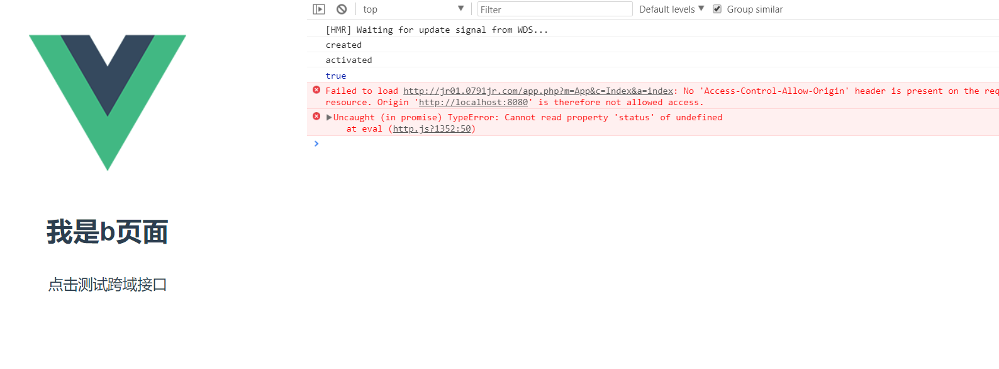 我是b页面
点击测试跨域接口
top
Filter
Default levels
Group similar
[HMR] Waiting for update signal from WDS...
created
activated
true
Failed to load http://jr01.0791jr.com/app.php?m=App&c=Index&a=index: No 'Access-Control-Allow-Origin' header is present on the req
resource. Origin 'http://localhost:8080' is therefore not allowed access.
Uncaught (in promise) TypeError: Cannot read property 'status' of undefined
at eval (http.js?1352:50)